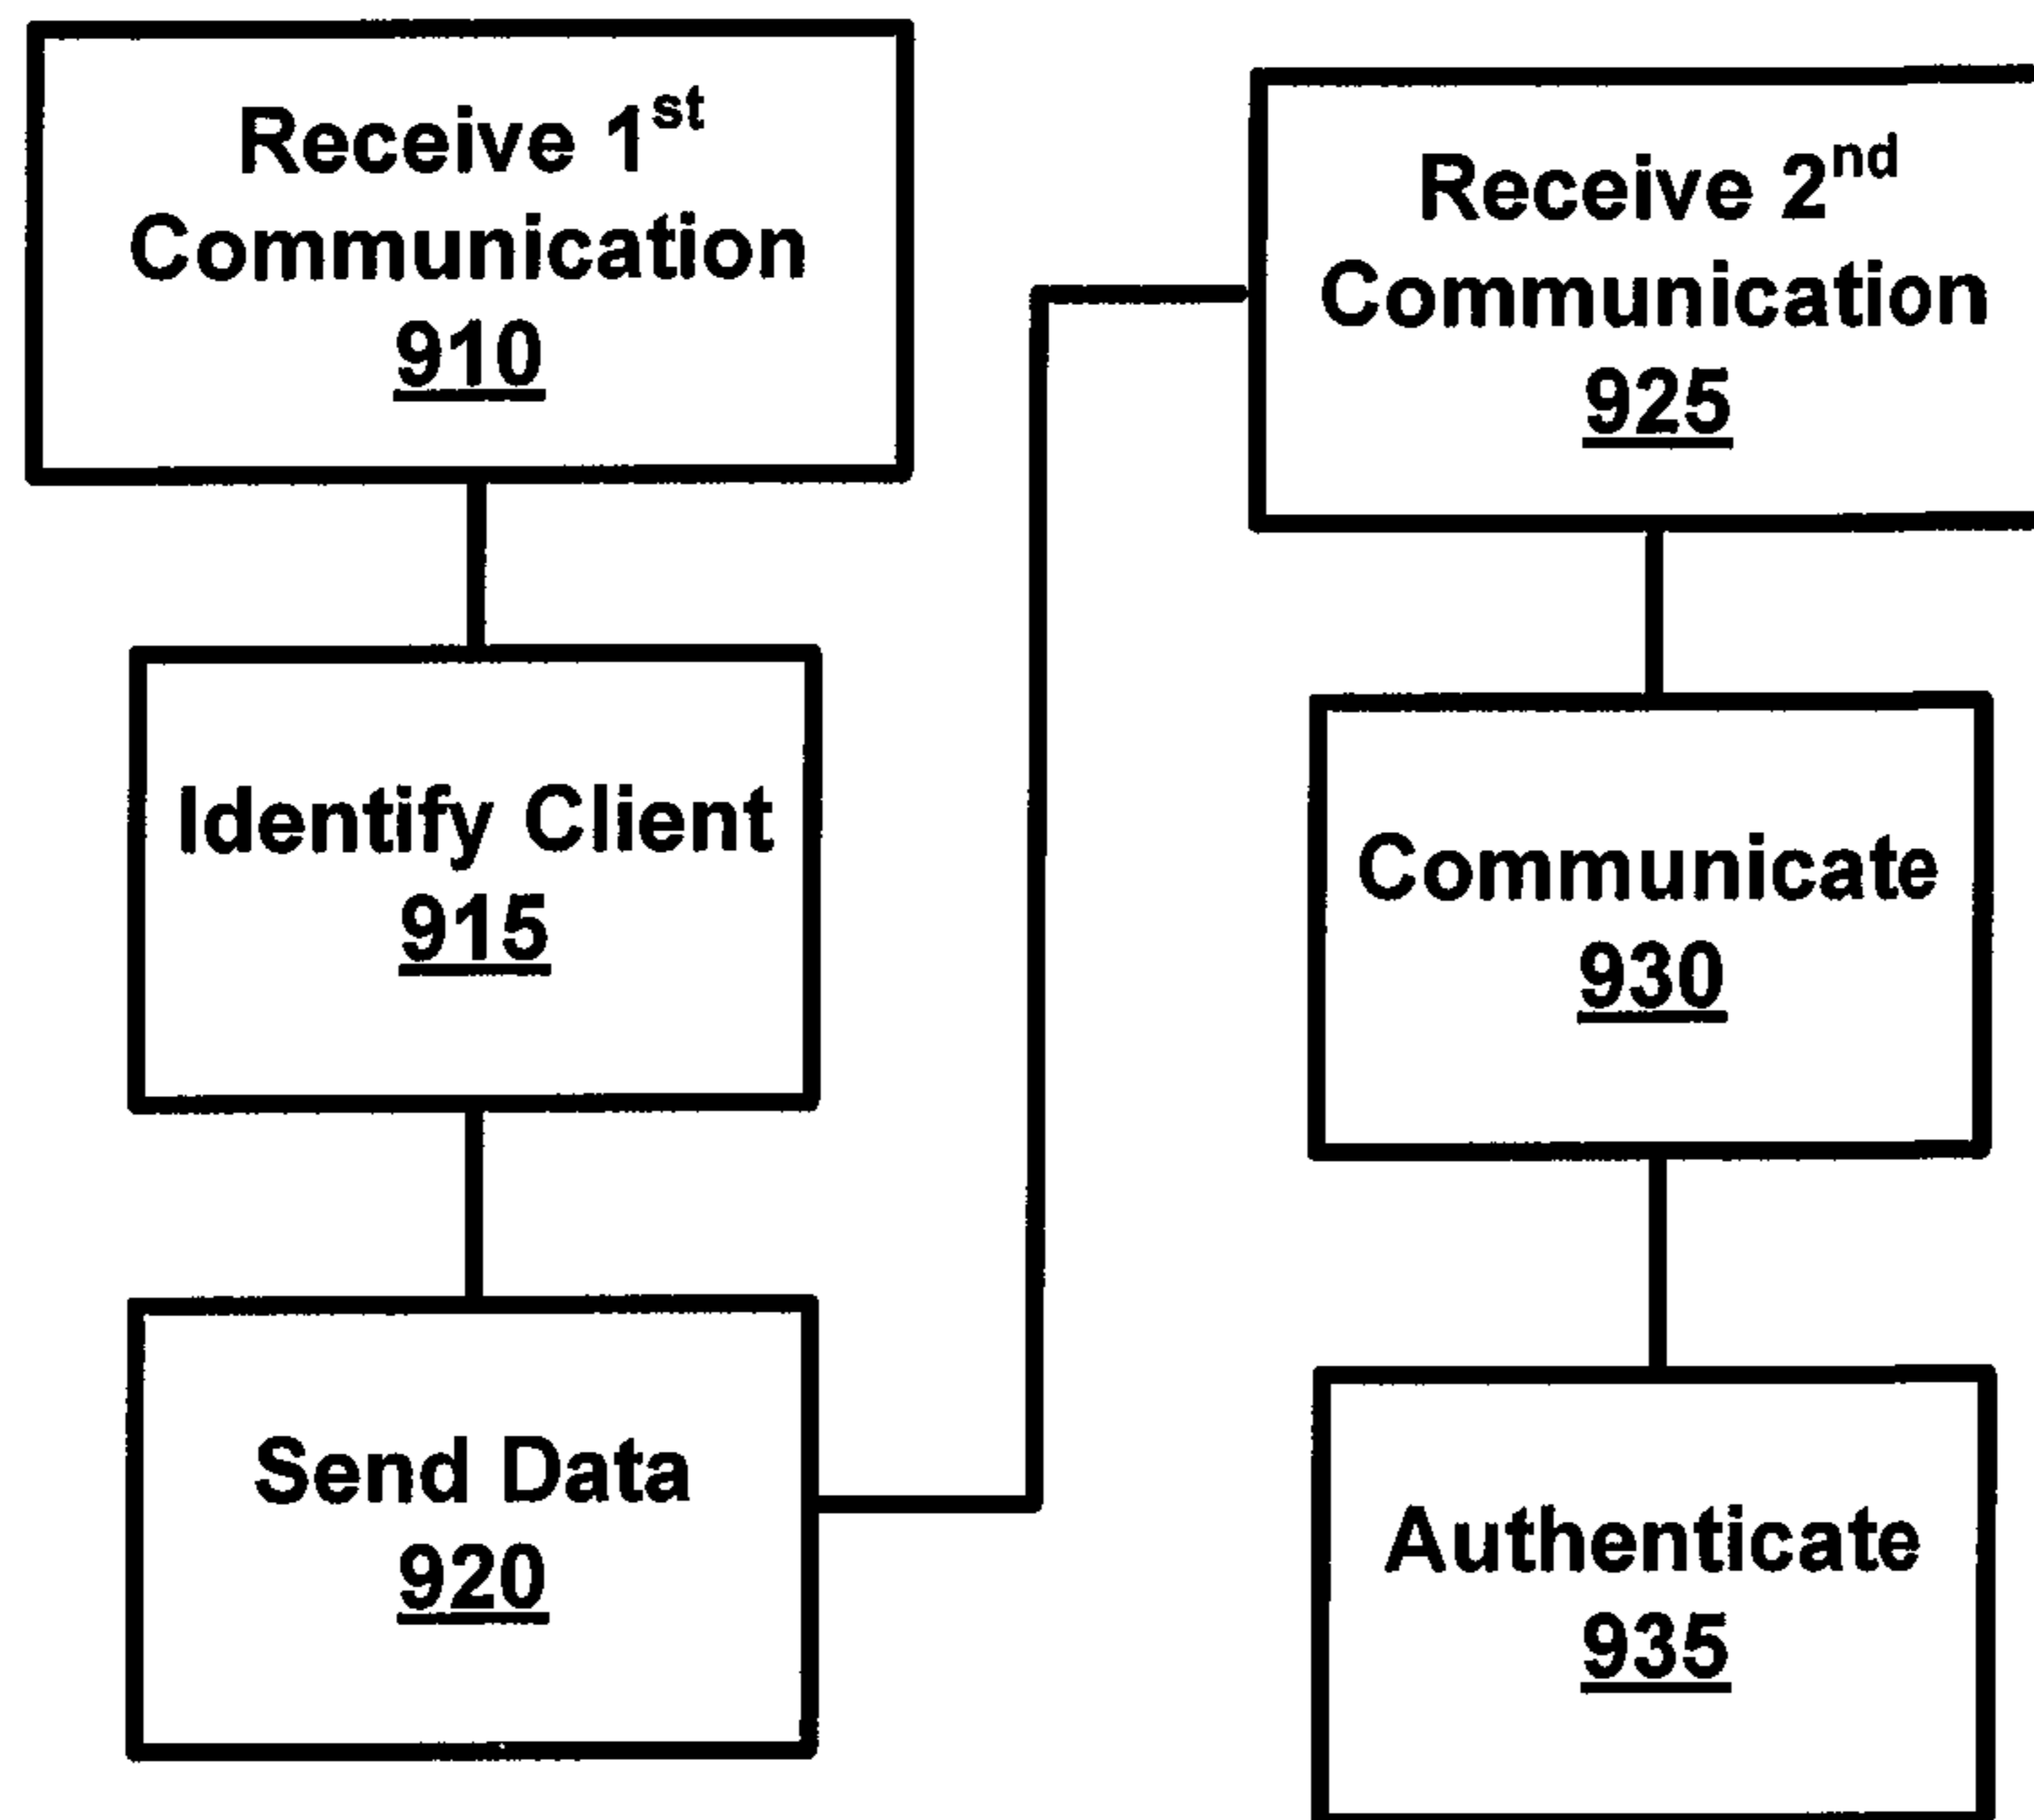 Receive 1st
Communication
910
Identify Client
915
Send Data
920
Receive 2nd
Communication
925
Communicate
930
Authenticate
935